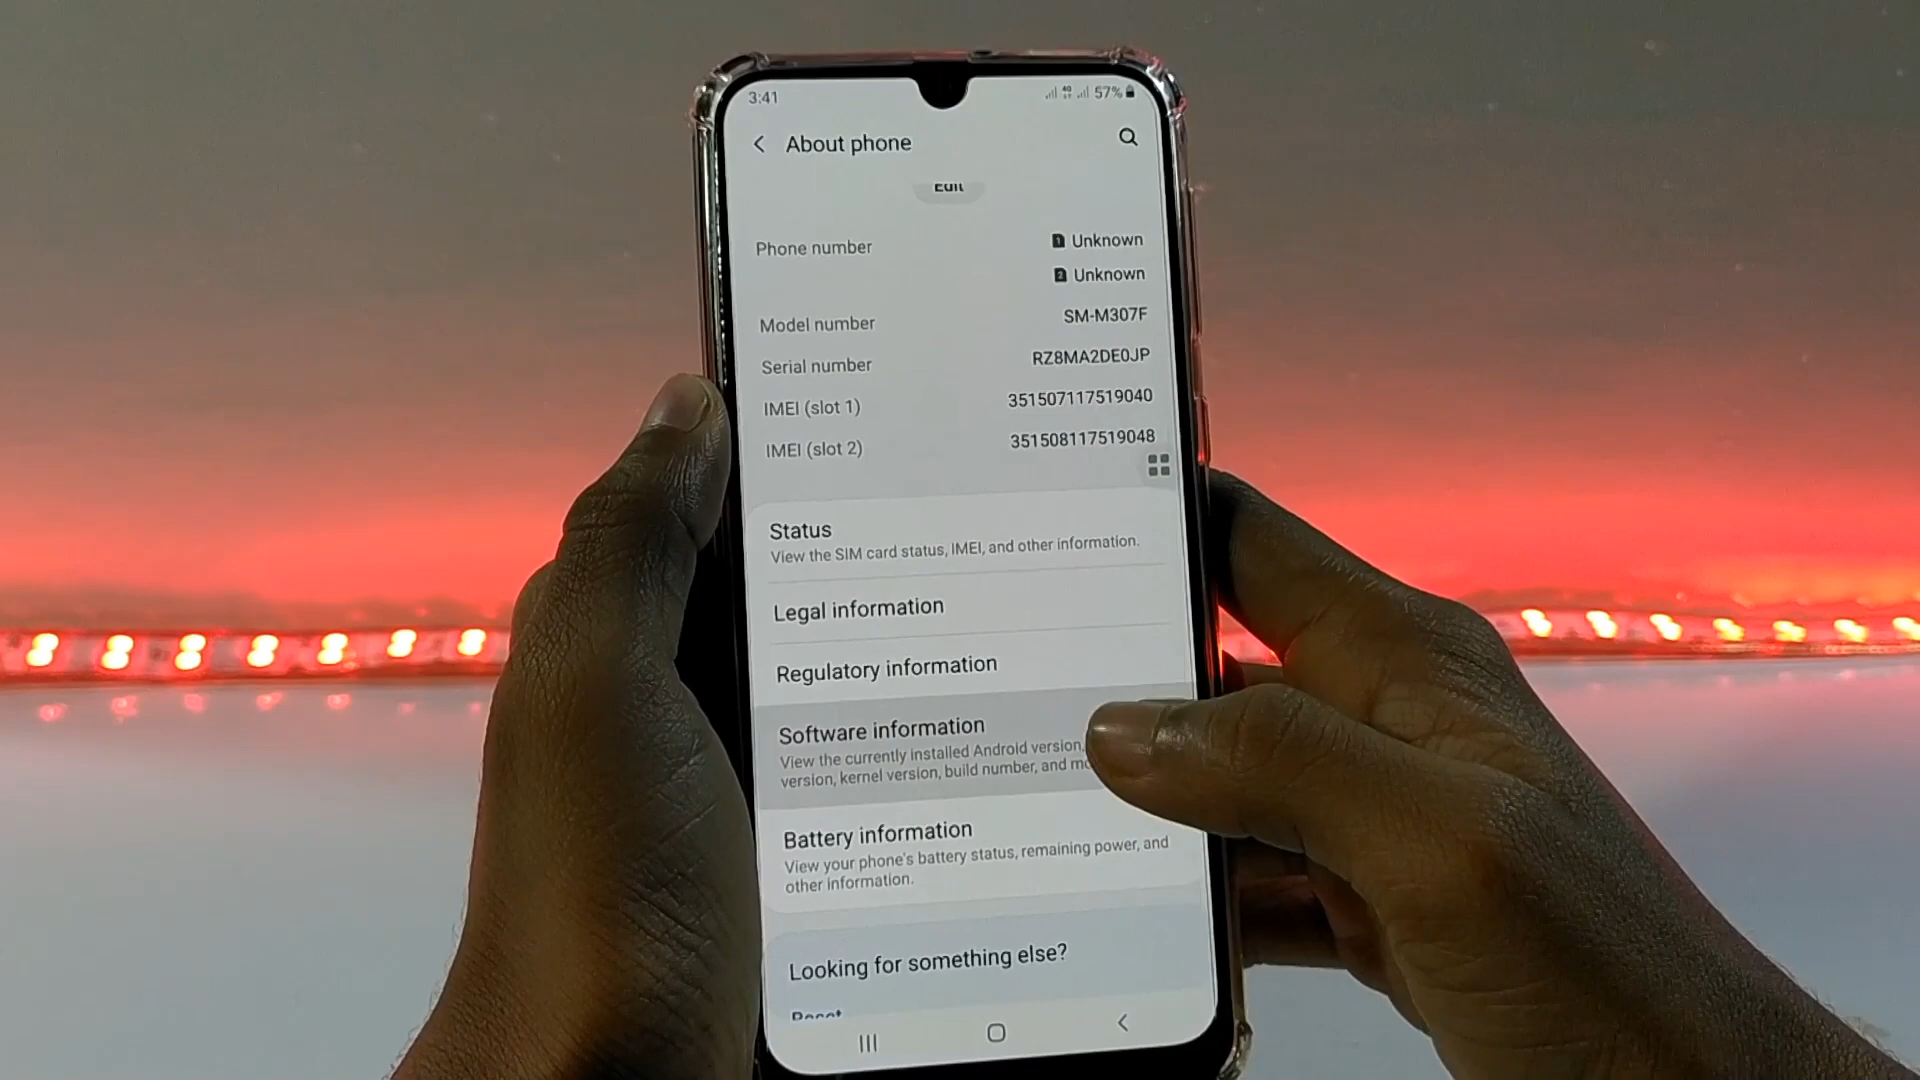 3:41
57%
About phone
Edit
Phone number
1 Unknown
2 Unknown
Model number
SM-M307F
Serial number
RZ8MA2DE0JP
IMEI (slot 1)
351507117519040
IMEI (slot 2)
351508117519048
Status
View the SIM card status, IMEI, and other information.
Legal information
Regulatory information
Software information
View the currently installed Android version,
version, kernel version, build number, and
Battery information
View your phone's battery status, remaining power, and
other information.
Looking for something else?
Reset